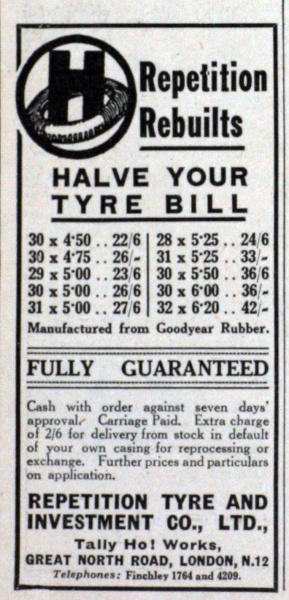 H
Repetition
Rebuilts
HALVE YOUR
TYRE BILL
30 x 4·50 .. 22/6 | 28 x 5·25 .. 24/6
30 x 4·75 .. 26/- | 31 x 5·25 .. 33/-
29 x 5·00 .. 23/6 | 30 x 5·50 .. 36/6
30 x 5·00 .. 26/6 | 30 x 6·00 .. 36/-
31 x 5·00 .. 27/6 | 32 x 6·20 .. 42/-
Manufactured from Goodyear Rubber.
FULLY GUARANTEED
Cash with order against seven days'
approval. Carriage Paid. Extra charge
of 2/6 for delivery from stock in default
of your own casing for reprocessing or
exchange. Further prices and particulars
on application.
REPETITION TYRE AND
INVESTMENT CO., LTD.,
Tally Ho! Works,
GREAT NORTH ROAD, LONDON, N.12
Telephones: Finchley 1764 and 4209.